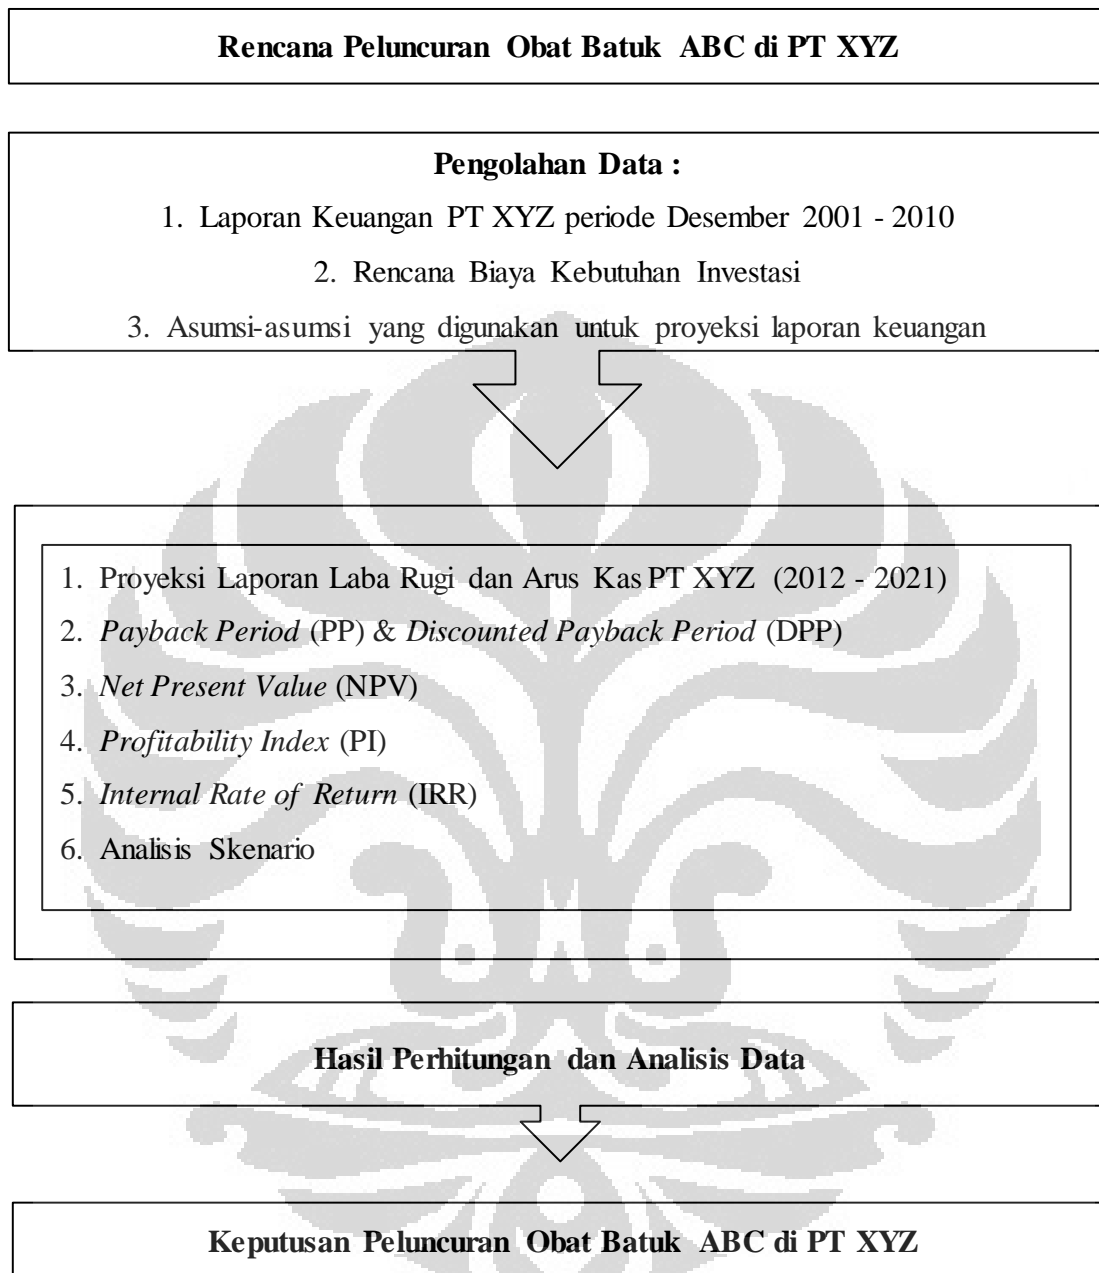 Rencana Peluncuran Obat Batuk ABC di PT XYZ
Pengolahan Data :
1. Laporan Keuangan PT XYZ periode Desember 2001 - 2010
2. Rencana Biaya Kebutuhan Investasi
3. Asumsi-asumsi yang digunakan untuk proyeksi laporan keuangan
1. Proyeksi Laporan Laba Rugi dan Arus Kas PT XYZ (2012 - 2021)
2. Payback Period (PP) & Discounted Payback Period (DPP)
3. Net Present Value (NPV)
4. Profitability Index (PI)
5. Internal Rate of Return (IRR)
6. Analisis Skenario
Hasil Perhitungan dan Analisis Data
Keputusan Peluncuran Obat Batuk ABC di PT XYZ